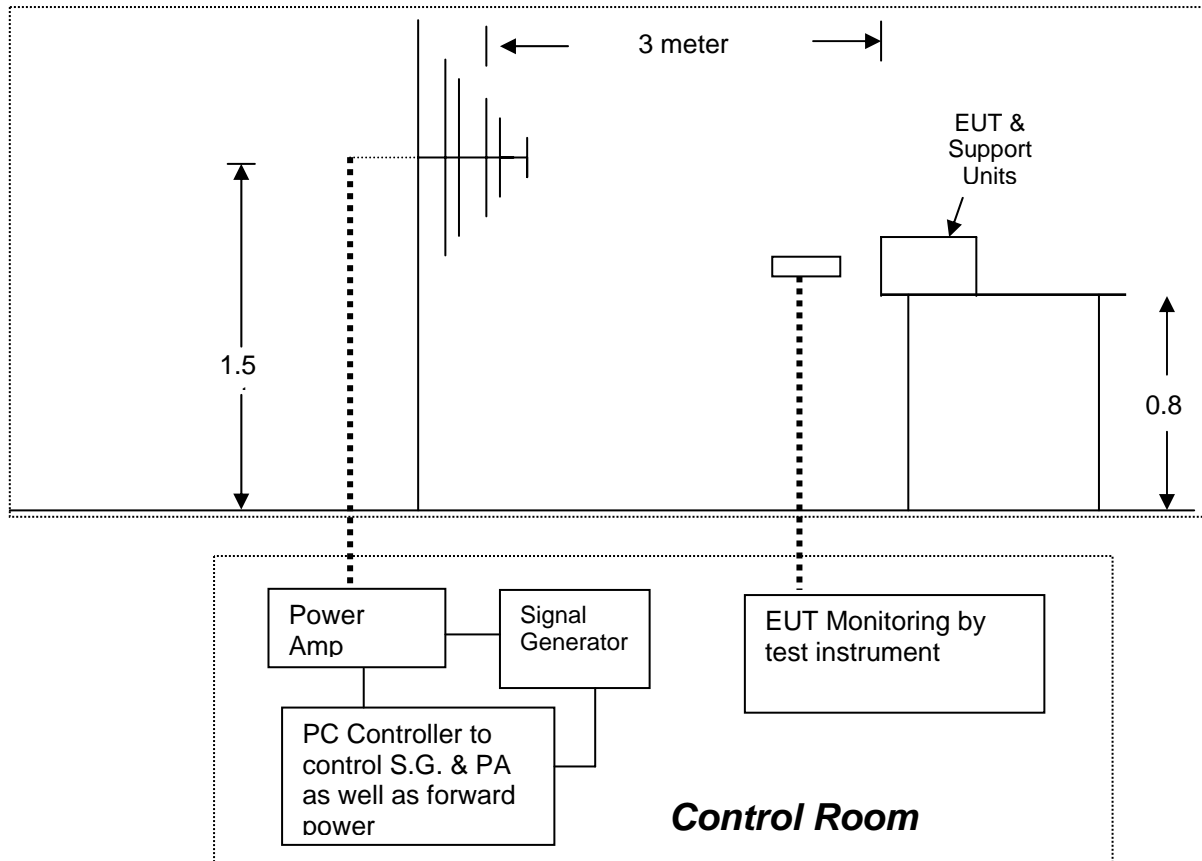 3 meter
EUT &
Support
Units
1.5
0.8
Power
Amp
Signal
Generator
EUT Monitoring by
test instrument
PC Controller to
control S.G. & PA
as well as forward
power
Control Room